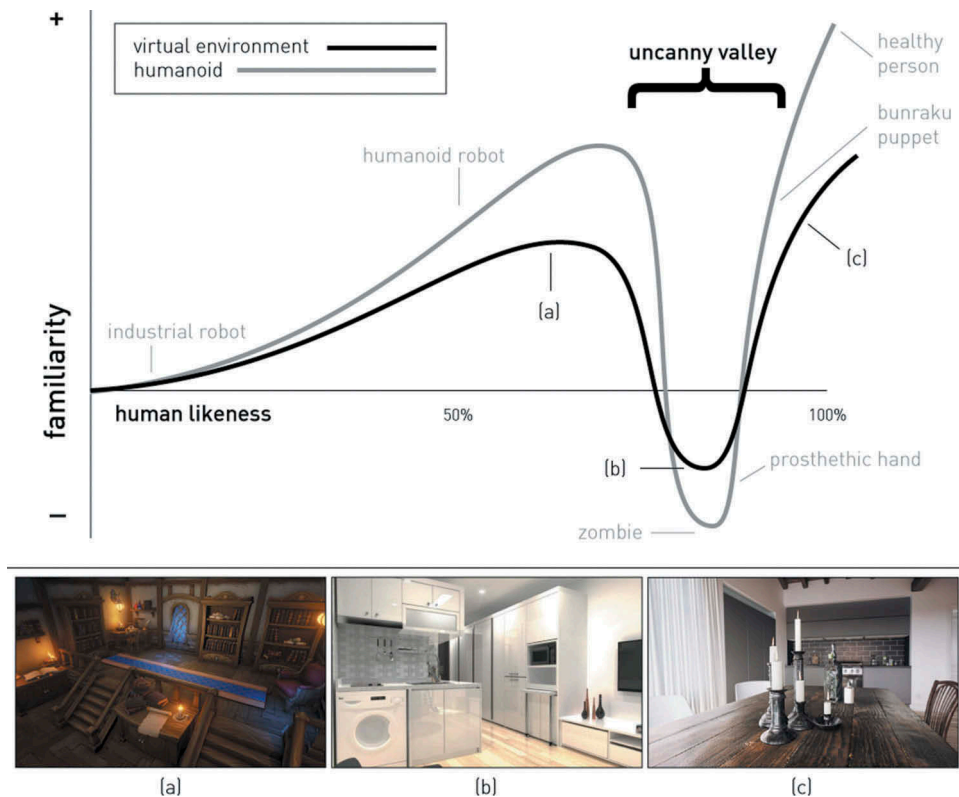 +
virtual environment
humanoid
uncanny valley
healthy
person
bunraku
puppet
humanoid robot
(a)
(c)
industrial robot
familiarity
human likeness
50%
100%
(b)
prosthethic hand
–
zombie
(a)
(b)
(c)